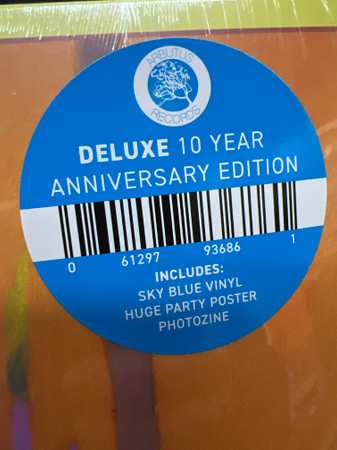 ARBUTUS
RECORDS
DELUXE 10 YEAR
ANNIVERSARY EDITION
0 61297 93686 1
INCLUDES:
SKY BLUE VINYL
HUGE PARTY POSTER
PHOTOZINE